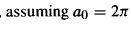 , assuming a₀ = 2π